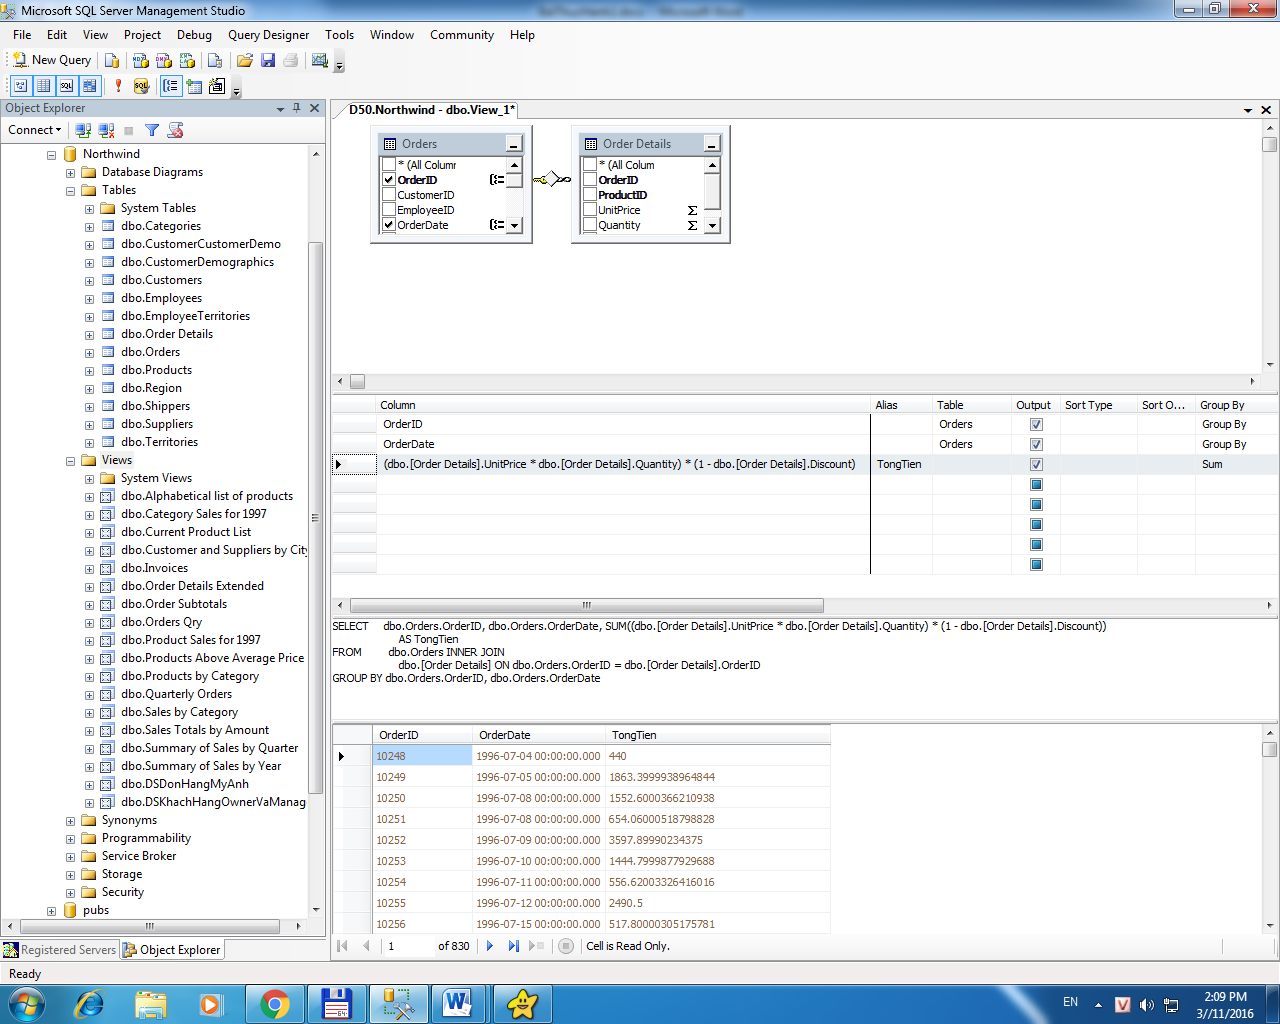 Microsoft SQL Server Management Studio
File Edit View Project Debug Query Designer Tools Window Community Help
New Query
Object Explorer
Connect
Northwind
Database Diagrams
Tables
System Tables
dbo.Categories
dbo.CustomerCustomerDemo
dbo.CustomerDemographics
dbo.Customers
dbo.Employees
dbo.EmployeeTerritories
dbo.Order Details
dbo.Orders
dbo.Products
dbo.Region
dbo.Shippers
dbo.Suppliers
dbo.Territories
Views
System Views
dbo.Alphabetical list of products
dbo.Category Sales for 1997
dbo.Current Product List
dbo.Customer and Suppliers by City
dbo.Invoices
dbo.Order Details Extended
dbo.Order Subtotals
dbo.Orders Qry
dbo.Product Sales for 1997
dbo.Products Above Average Price
dbo.Products by Category
dbo.Quarterly Orders
dbo.Sales by Category
dbo.Sales Totals by Amount
dbo.Summary of Sales by Quarter
dbo.Summary of Sales by Year
dbo.DSDonHangMyAnh
dbo.DSKhachHangOwnerVaManag
Synonyms
Programmability
Service Broker
Storage
Security
pubs
Registered Servers Object Explorer
D50.Northwind - dbo.View_1*
Orders
* (All Colum
OrderID
CustomerID
EmployeeID
OrderDate
Order Details
* (All Colum
OrderID
ProductID
UnitPrice
Quantity
Column Alias Table Output Sort Type Sort O... Group By
OrderID Orders Group By
OrderDate Orders Group By
(dbo.[Order Details].UnitPrice * dbo.[Order Details].Quantity) * (1 - dbo.[Order Details].Discount) TongTien Sum
SELECT dbo.Orders.OrderID, dbo.Orders.OrderDate, SUM((dbo.[Order Details].UnitPrice * dbo.[Order Details].Quantity) * (1 - dbo.[Order Details].Discount))
AS TongTien
FROM dbo.Orders INNER JOIN
dbo.[Order Details] ON dbo.Orders.OrderID = dbo.[Order Details].OrderID
GROUP BY dbo.Orders.OrderID, dbo.Orders.OrderDate
OrderID OrderDate TongTien
10248 1996-07-04 00:00:00.000 440
10249 1996-07-05 00:00:00.000 1863.3999938964844
10250 1996-07-08 00:00:00.000 1552.6000366210938
10251 1996-07-08 00:00:00.000 654.06000518798828
10252 1996-07-09 00:00:00.000 3597.89990234375
10253 1996-07-10 00:00:00.000 1444.7999877929688
10254 1996-07-11 00:00:00.000 556.62003326416016
10255 1996-07-12 00:00:00.000 2490.5
10256 1996-07-15 00:00:00.000 517.80000305175781
1 of 830 Cell is Read Only.
Ready
EN 2:09 PM
3//11/2016